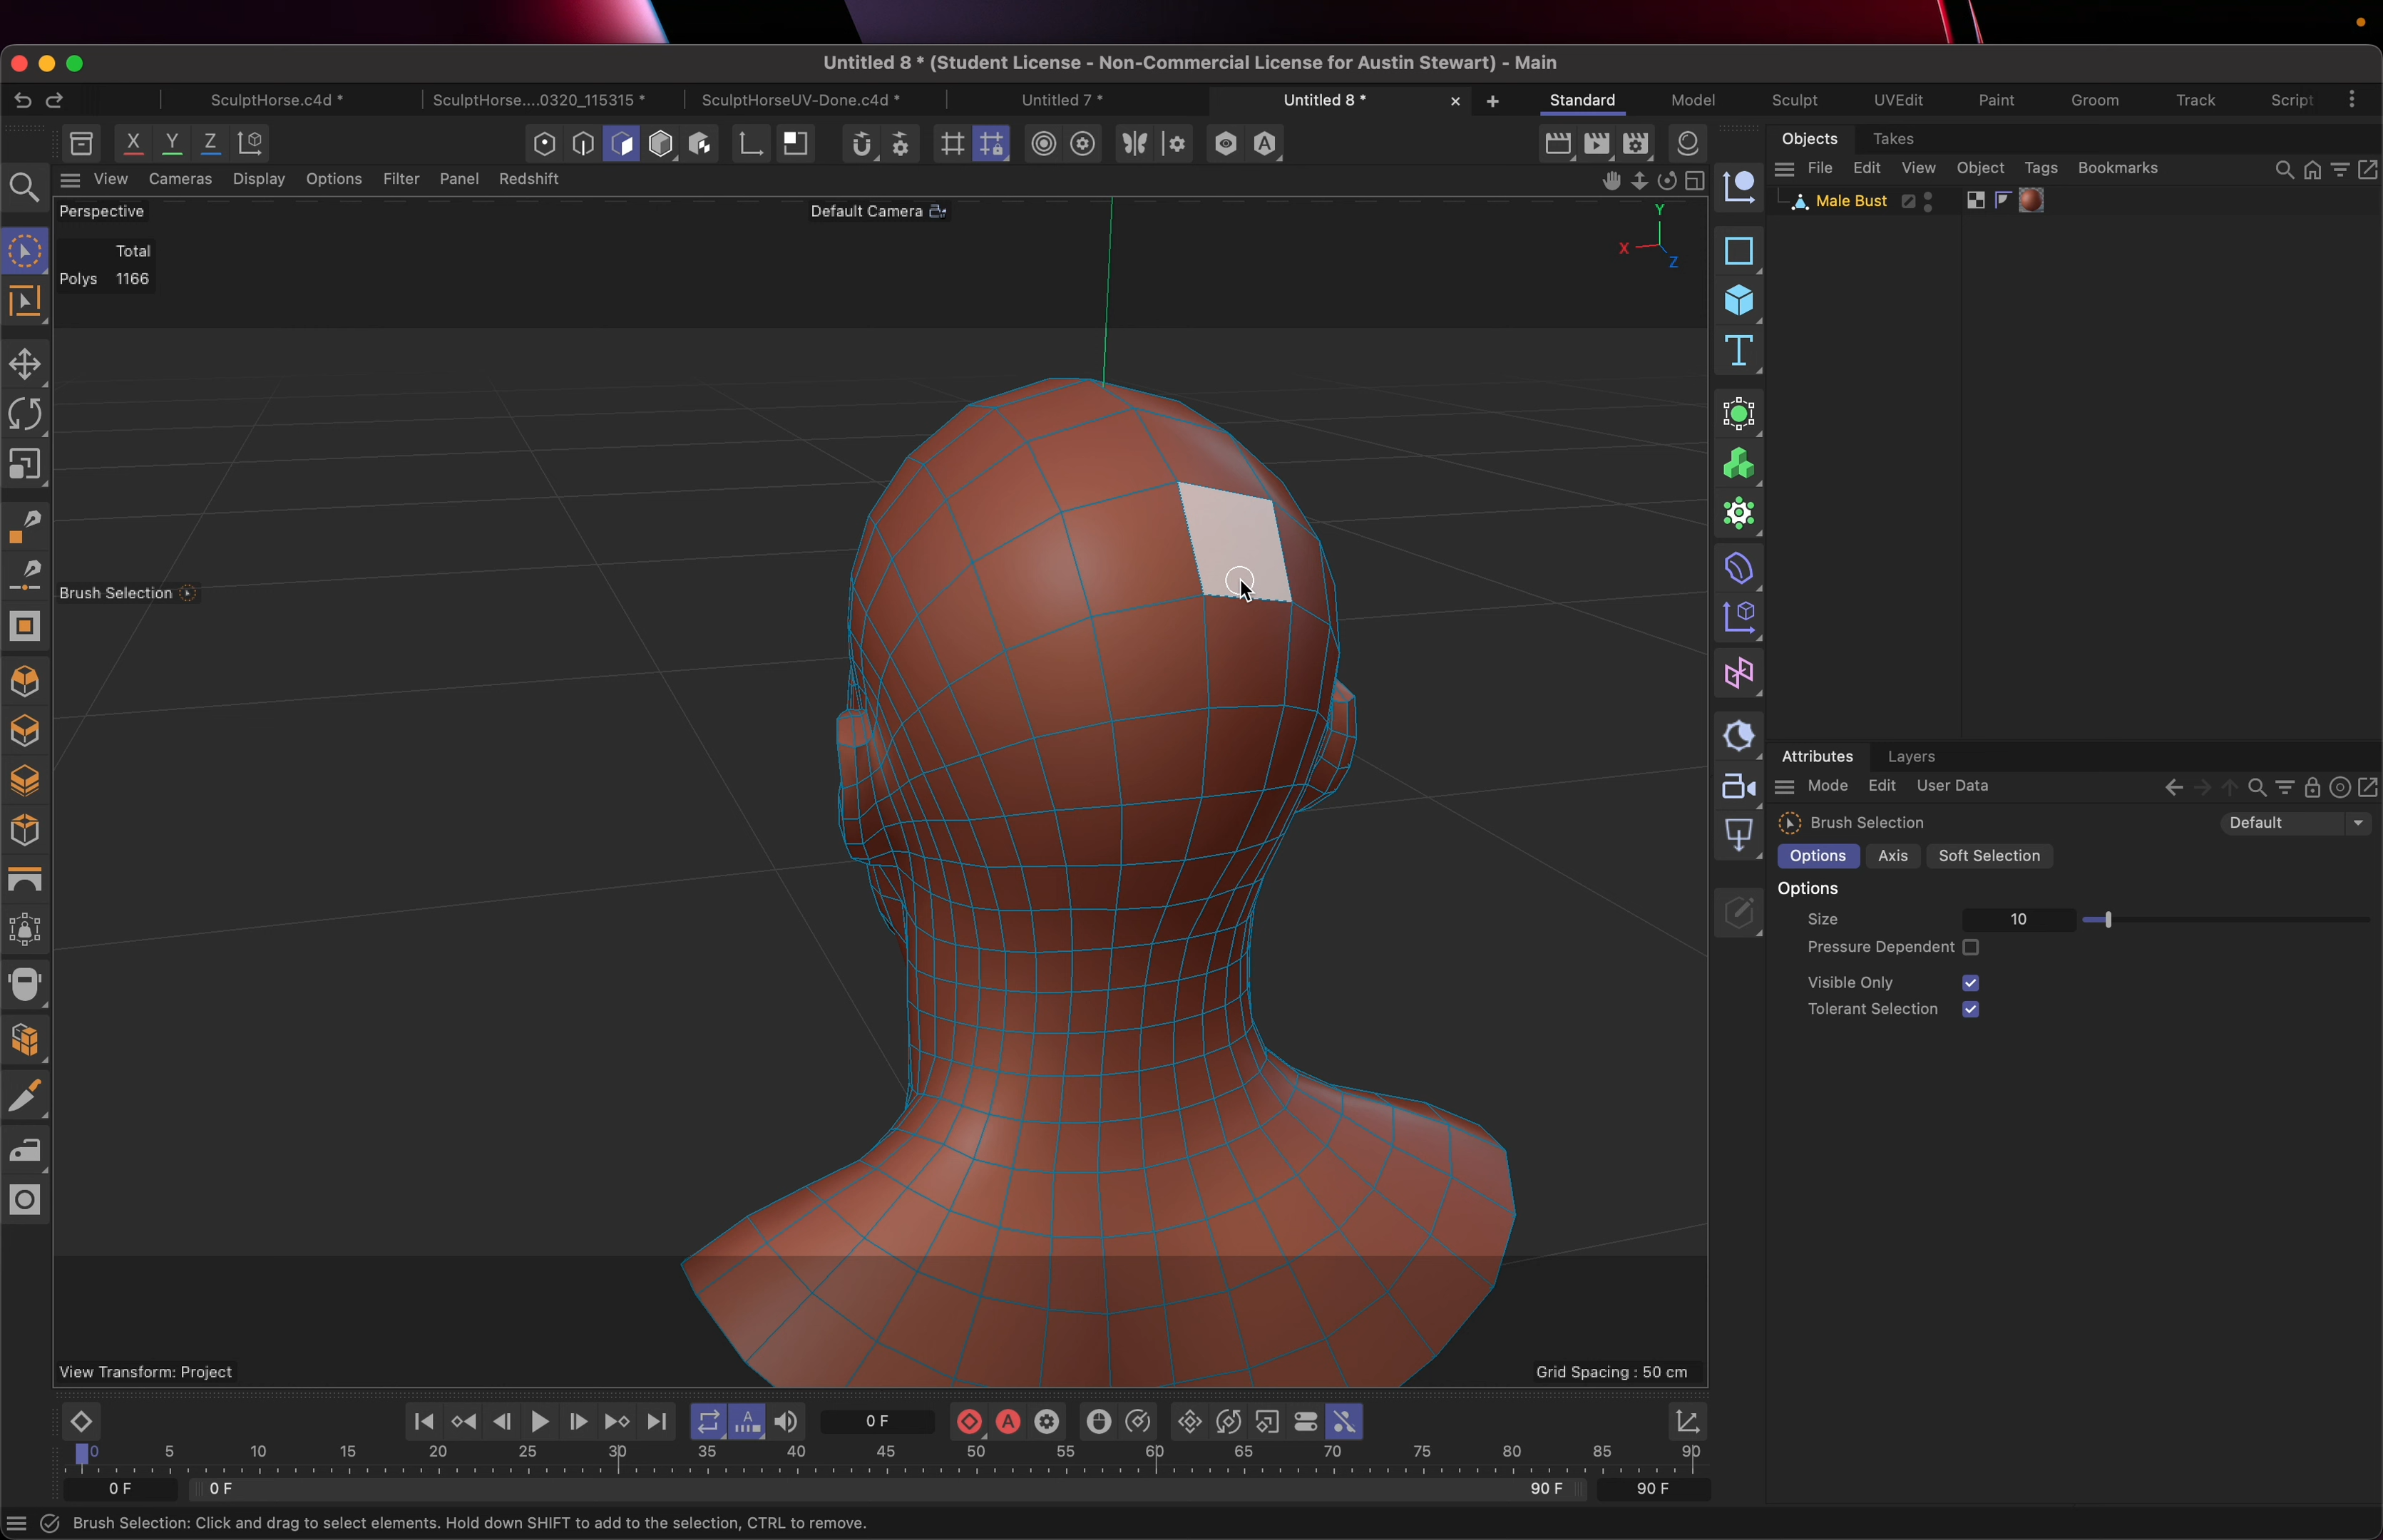 Untitled 8 * (Student License - Non-Commercial License for Austin Stewart) - Main
SculptHorse.c4d * SculptHorse....0320_115315 * SculptHorseUV-Done.c4d * Untitled 7 * Untitled 8 * Standard Model Sculpt UVEdit Paint Groom Track Script
X Y Z
Objects Takes
View Cameras Display Options Filter Panel Redshift
File Edit View Object Tags Bookmarks
Male Bust
Perspective
Default Camera
Y
X
Z
Total
Polys 1166
Brush Selection
View Transform: Project
Grid Spacing : 50 cm
Attributes Layers
Mode Edit User Data
Brush Selection Default
Options Axis Soft Selection
Options
Size 10
Pressure Dependent
Visible Only
Tolerant Selection
0 F
0 5 10 15 20 25 30 35 40 45 50 55 60 65 70 75 80 85 90
0 F 0 F 90 F 90 F
Brush Selection: Click and drag to select elements. Hold down SHIFT to add to the selection, CTRL to remove.